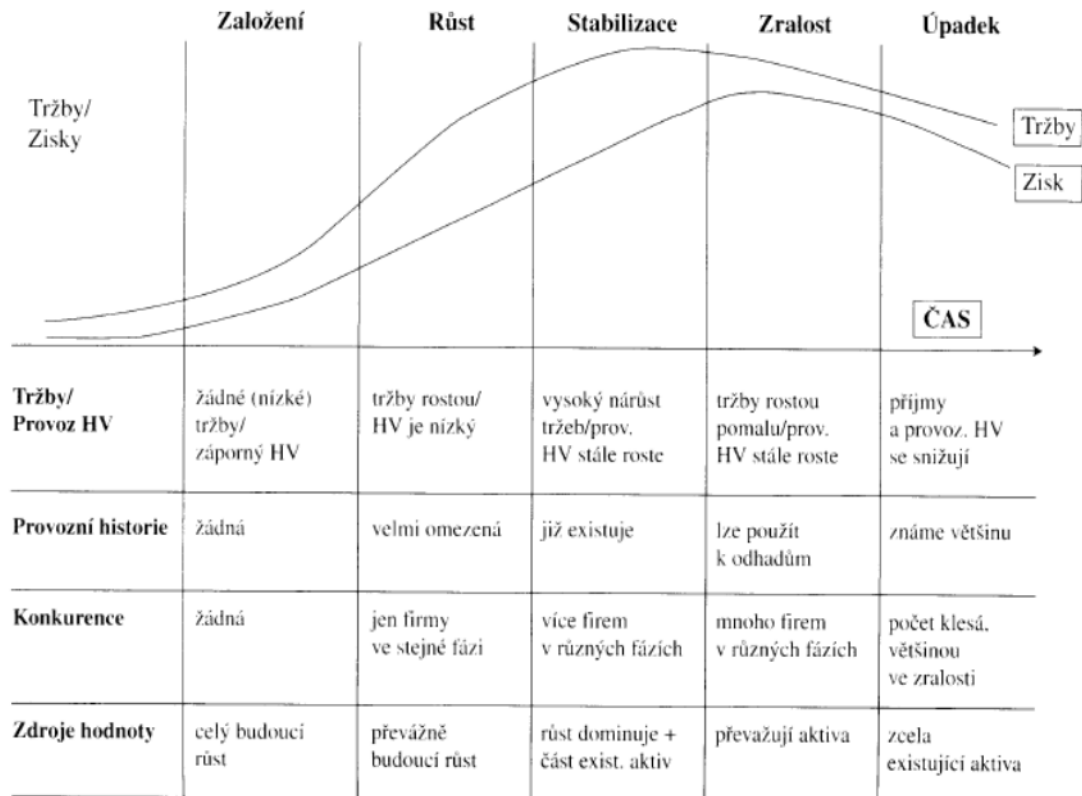 Založení
Růst
Stabilizace
Zralost
Úpadek
Tržby/
Zisky
Tržby
Zisk
ČAS
Tržby/
Provoz HV
žádné (nízké)
tržby/
záporný HV
tržby rostou/
HV je nízký
vysoký nárůst
tržeb/prov.
HV stále roste
tržby rostou
pomalu/prov.
HV stále roste
příjmy
a provoz. HV
se snižují
Provozní historie
žádná
velmi omezená
již existuje
lze použít
k odhadům
známe většinu
Konkurence
žádná
jen firmy
ve stejné fázi
více firem
v různých fázích
mnoho firem
v různých fázích
počet klesá,
většinou
ve zralosti
Zdroje hodnoty
celý budoucí
růst
převážně
budoucí růst
růst dominuje +
část exist. aktiv
převažují aktiva
zcela
existující aktiva